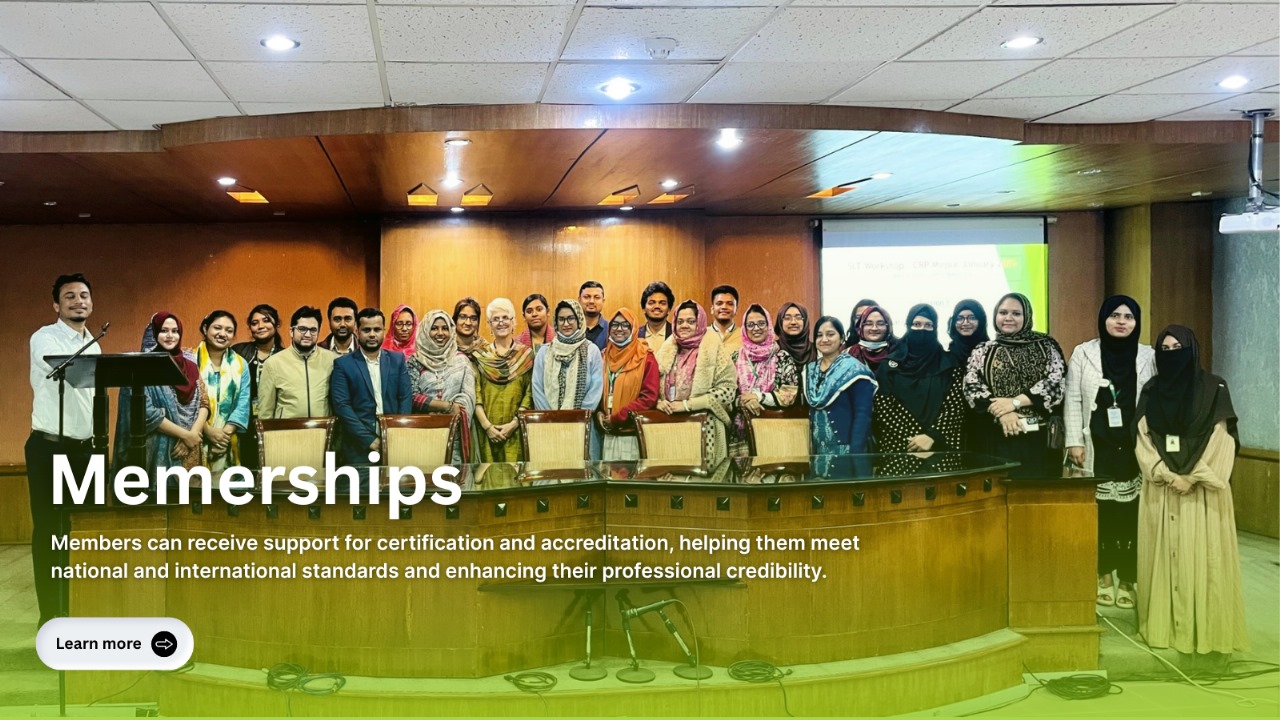 Memerships
Members can receive support for certification and accreditation, helping them meet
national and international standards and enhancing their professional credibility.
Learn more